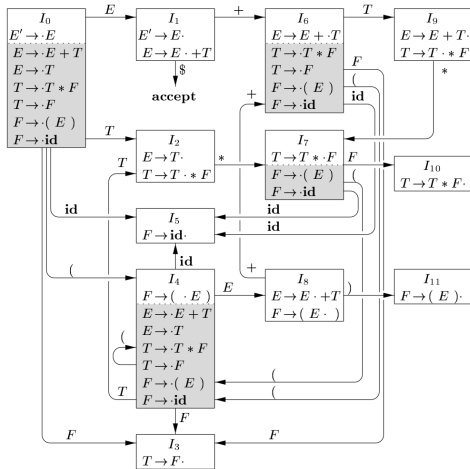 I₀
E′ → ·E
E → ·E + T
E → ·T
T → ·T * F
T → ·F
F → ·( E )
F → ·id
E
I₁
E′ → E·
E → E · +T
$
accept
+
I₆
E → E + ·T
T → ·T * F
T → ·F
F → ·( E )
F → ·id
T
I₉
E → E + T·
T → T · * F
F
(
id
*
+
T
I₂
E → T·
T → T · * F
T
*
I₇
T → T * ·F
F → ·( E )
F → ·id
F
(
I₁₀
T → T * F·
id
I₅
F → id·
id
id
id
(
I₄
F → ( · E )
E → ·E + T
E → ·T
T → ·T * F
T → ·F
F → ·( E )
F → ·id
(
T
E
+
I₈
E → E · +T
F → ( E · )
)
I₁₁
F → ( E )·
(
(
F
F
F
I₃
T → F·